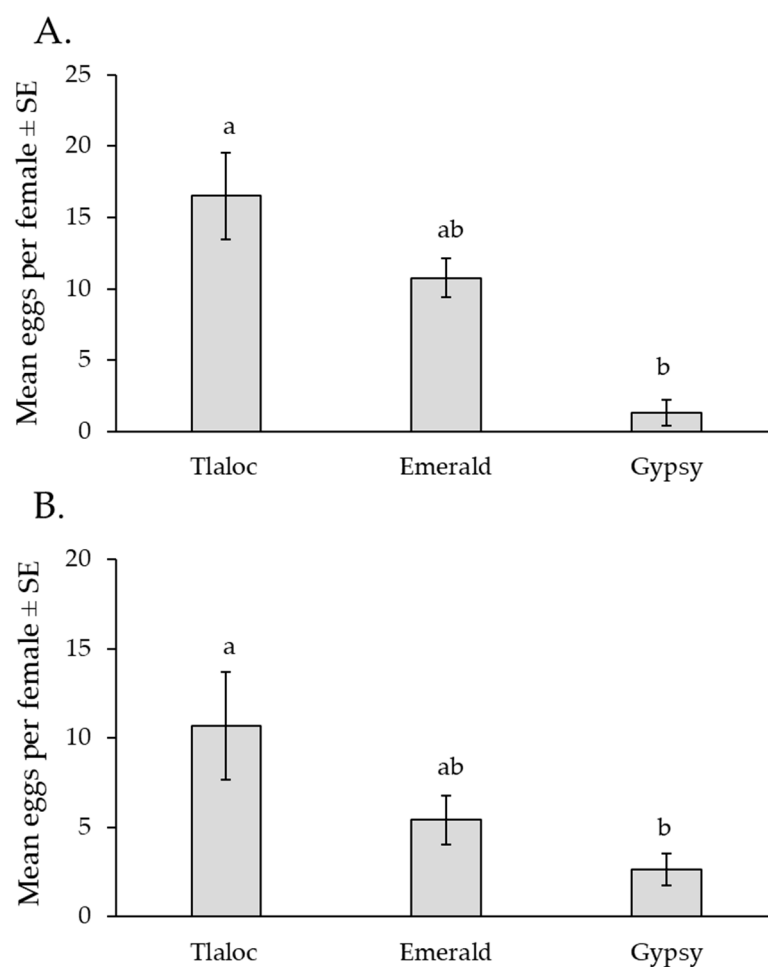 A.
Mean eggs per female ± SE
25
20
15
10
5
0
a
ab
b
Tlaloc Emerald Gypsy
B.
Mean eggs per female ± SE
20
15
10
5
0
a
ab
b
Tlaloc Emerald Gypsy